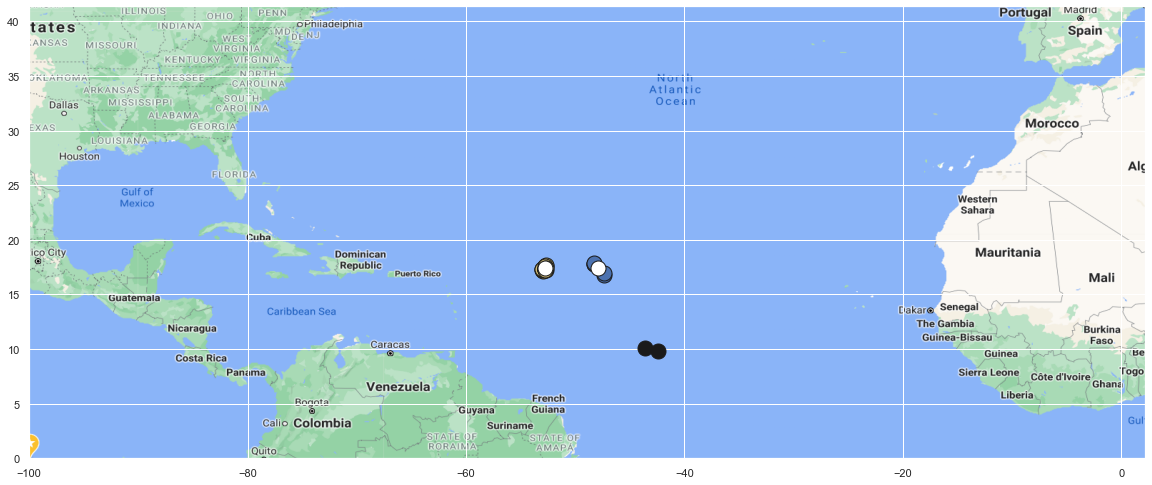 ILLINOIS
OHIO
PENN
Madrid
40
tates
INDIANA
Philadelphia
Portugal
MD
DE
NJ
Spain
ANSAS
MISSOURI
WEST
VIRGINIA
KENTUCKY
VIRGINIA
35
OKLAHOMA
TENNESSEE
NORTH
CAROLINA
North
Atlantic
Ocean
ARKANSAS
Dallas
MISSISSIPPI
SOUTH
CAROLINA
ALABAMA
Morocco
30
EXAS
GEORGIA
LOUISIANA
Houston
Alg
25
FLORIDA
Gulf of
Mexico
Western
Sahara
20
Cuba
ico City
Dominican
Republic
Mauritania
Puerto Rico
Mali
15
Guatemala
Caribbean Sea
Dakar
Senegal
Nicaragua
The Gambia
Guinea-Bissau
Burkina
Faso
10
Caracas
Costa Rica
Guinea
Be
Panama
Sierra Leone
Côte d'Ivoire
Togo
Venezuela
Ghana
5
Bogota
Guyana
French
Guiana
Liberia
Cali
Colombia
Suriname
Gul
STATE OF
RORAIMA
STATE OF
AMAPA
Quito
0
−100
−80
−60
−40
−20
0